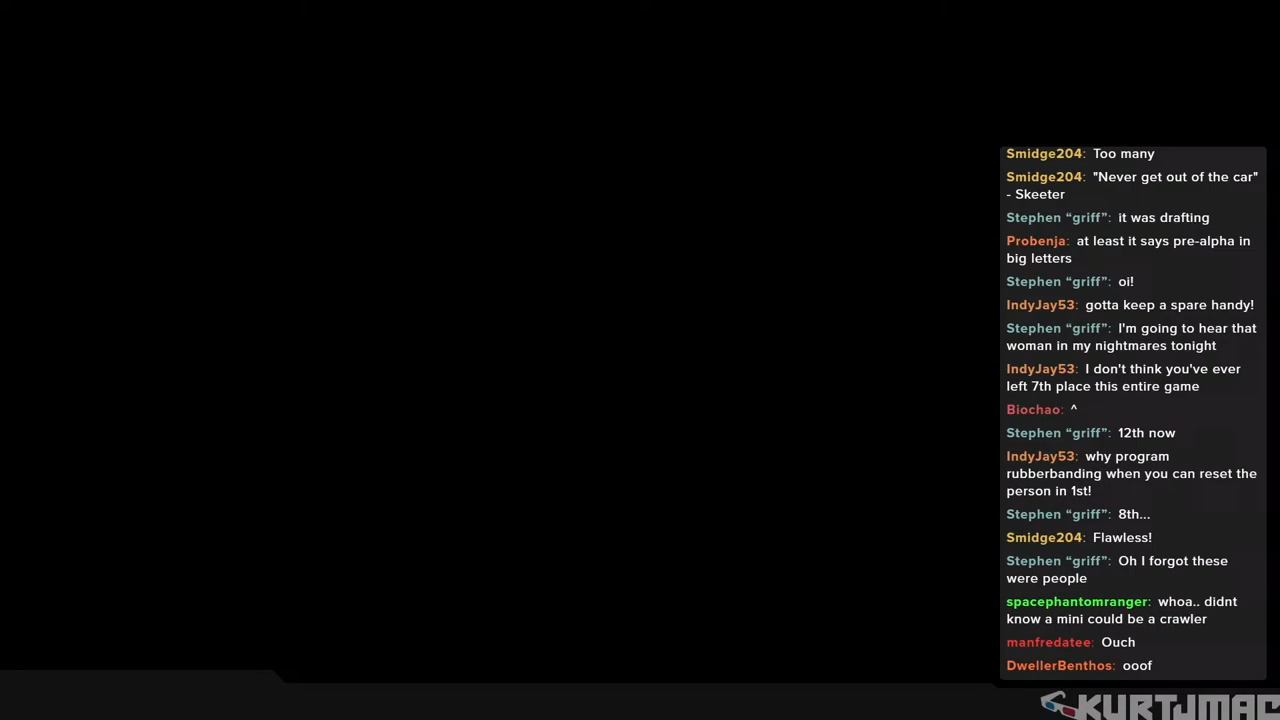 Smidge204: Too many
Smidge204: "Never get out of the car"
- Skeeter
Stephen “griff”: it was drafting
Probenja: at least it says pre-alpha in
big letters
Stephen “griff”: oi!
IndyJay53: gotta keep a spare handy!
Stephen “griff”: I'm going to hear that
woman in my nightmares tonight
IndyJay53: I don't think you've ever
left 7th place this entire game
Biochao: ^
Stephen “griff”: 12th now
IndyJay53: why program
rubberbanding when you can reset the
person in 1st!
Stephen “griff”: 8th...
Smidge204: Flawless!
Stephen “griff”: Oh I forgot these
were people
spacephantomranger: whoa.. didnt
know a mini could be a crawler
manfredatee: Ouch
DwellerBenthos: ooof
KURTJMAC